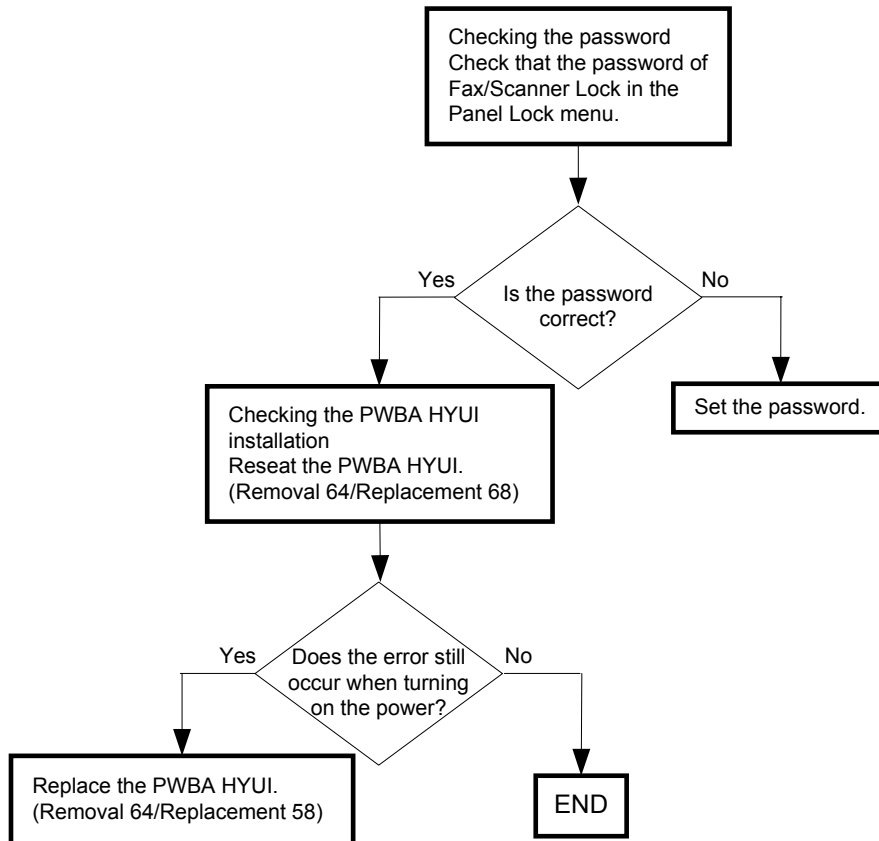 Checking the password
Check that the password of
Fax/Scanner Lock in the
Panel Lock menu.
Yes
No
Is the password
correct?
Checking the PWBA HYUI
installation
Reseat the PWBA HYUI.
(Removal 64/Replacement 68)
Set the password.
Yes
No
Does the error still
occur when turning
on the power?
Replace the PWBA HYUI.
(Removal 64/Replacement 58)
END